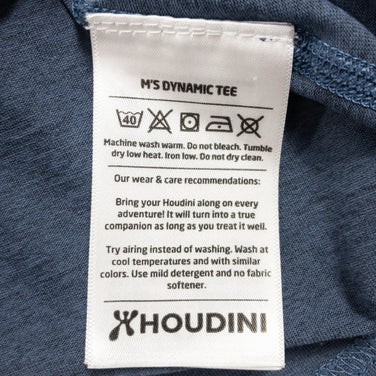 M'S DYNAMIC TEE
40
Machine wash warm. Do not bleach. Tumble
dry low heat. Iron low. Do not dry clean.
Our wear & care recommendations:
Bring your Houdini along on every
adventure! It will turn into a true
companion as long as you treat it well.
Try airing instead of washing. Wash at
cool temperatures and with similar
colors. Use mild detergent and no fabric
softener.
HOUDINI